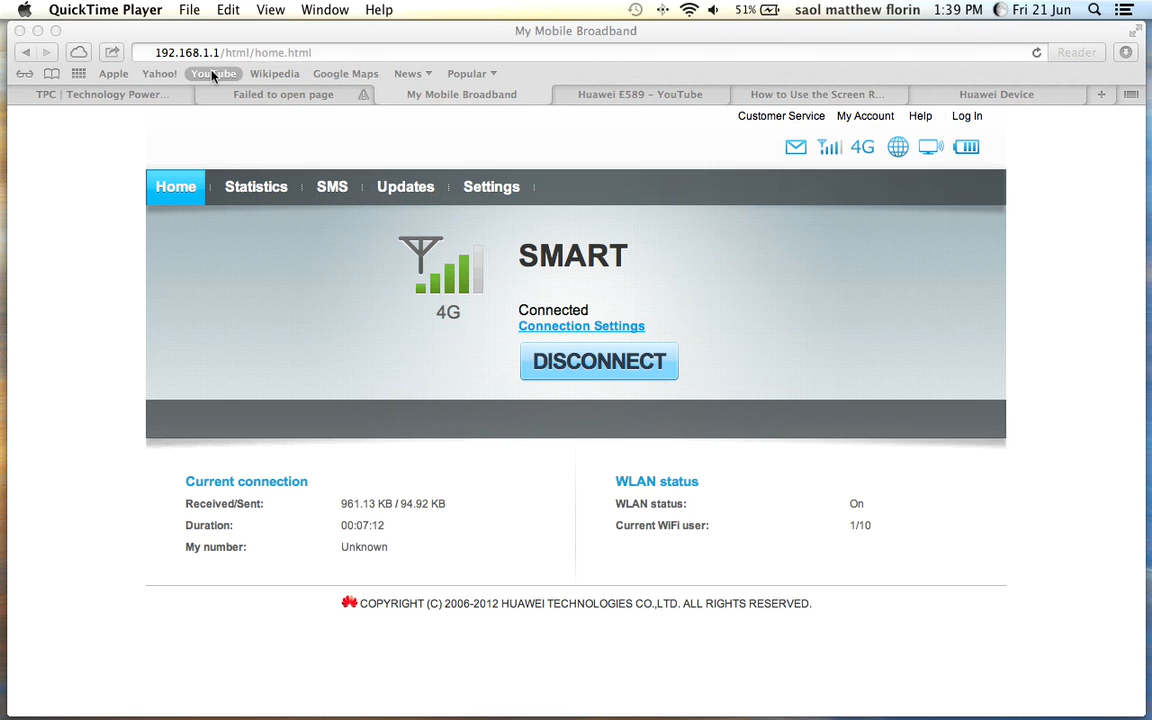 QuickTime Player File Edit View Window Help 51% saol matthew florin 1:39 PM Fri 21 Jun
My Mobile Broadband
192.168.1.1/html/home.html Reader
Apple Yahoo! YouTube Wikipedia Google Maps News Popular
TPC | Technology Power... Failed to open page My Mobile Broadband Huawei E589 – YouTube How to Use the Screen R... Huawei Device
Customer Service My Account Help Log In
4G
Home Statistics SMS Updates Settings
SMART
4G
Connected
Connection Settings
DISCONNECT
Current connection WLAN status
Received/Sent: 961.13 KB / 94.92 KB WLAN status: On
Duration: 00:07:12 Current WiFi user: 1/10
My number: Unknown
COPYRIGHT (C) 2006-2012 HUAWEI TECHNOLOGIES CO.,LTD. ALL RIGHTS RESERVED.